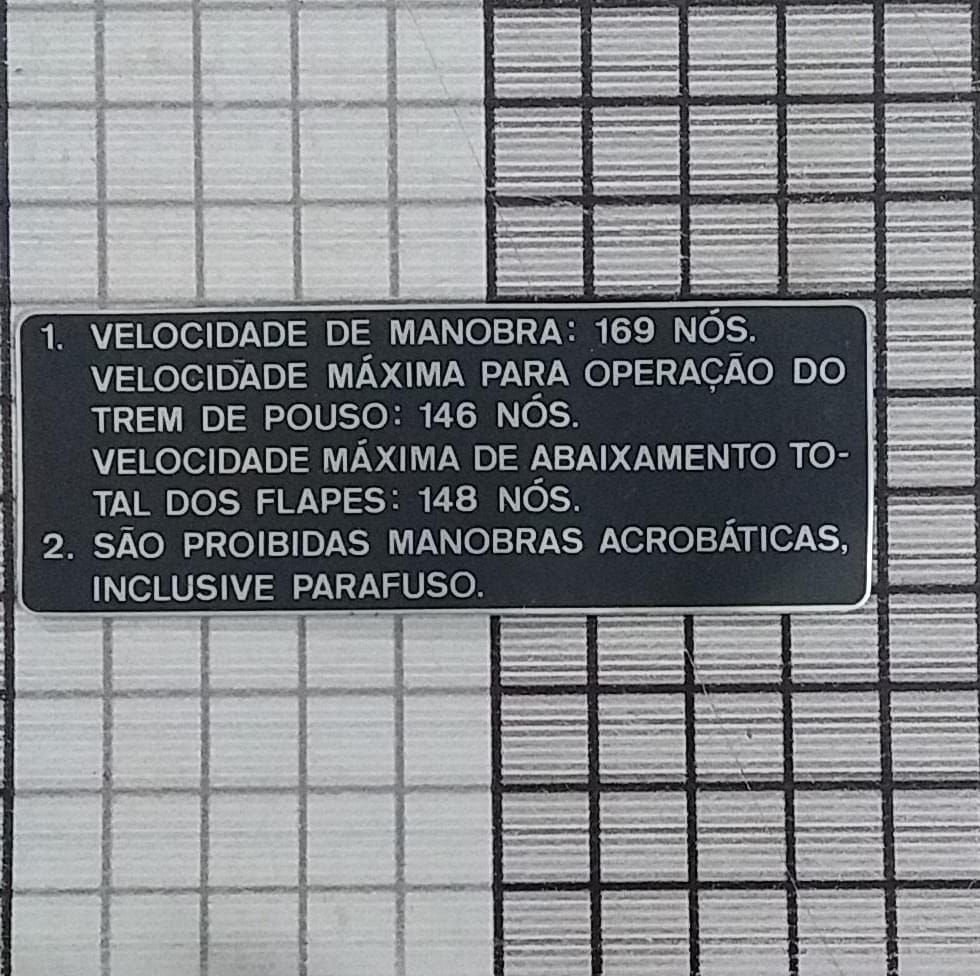 1. VELOCIDADE DE MANOBRA: 169 NÓS.
VELOCIDADE MÁXIMA PARA OPERAÇÃO DO
TREM DE POUSO: 146 NÓS.
VELOCIDADE MÁXIMA DE ABAIXAMENTO TO-
TAL DOS FLAPES: 148 NÓS.
2. SÃO PROIBIDAS MANOBRAS ACROBÁTICAS,
INCLUSIVE PARAFUSO.